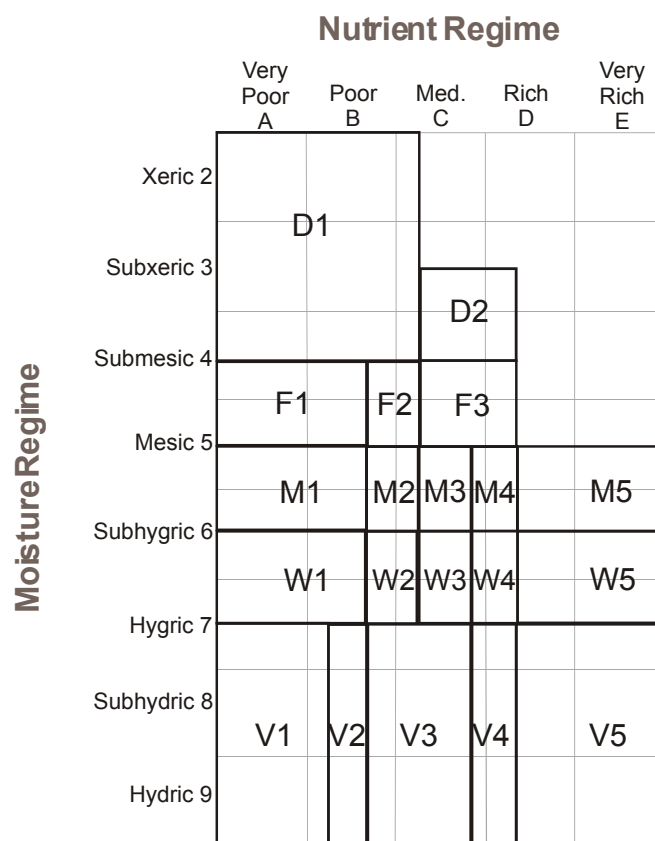 Nutrient Regime
Very Poor A
Poor B
Med. C
Rich D
Very Rich E
Moisture Regime
Xeric 2
D1
Subxeric 3
D2
Submesic 4
F1 F2 F3
Mesic 5
M1 M2 M3 M4 M5
Subhygric 6
W1 W2 W3 W4 W5
Hygric 7
Subhydric 8
V1 V2 V3 V4 V5
Hydric 9